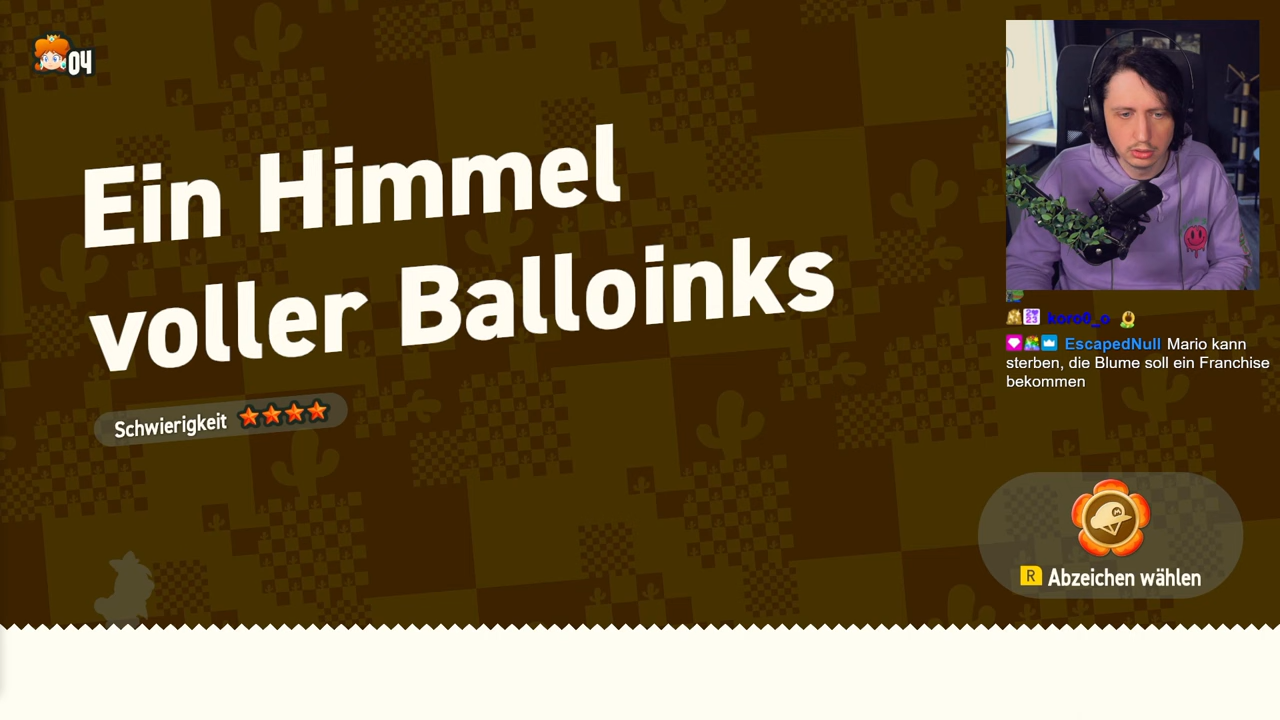 04
Ein Himmel
voller Balloinks
Schwierigkeit
koro0_o
EscapedNull Mario kann
sterben, die Blume soll ein Franchise
bekommen
R Abzeichen wählen